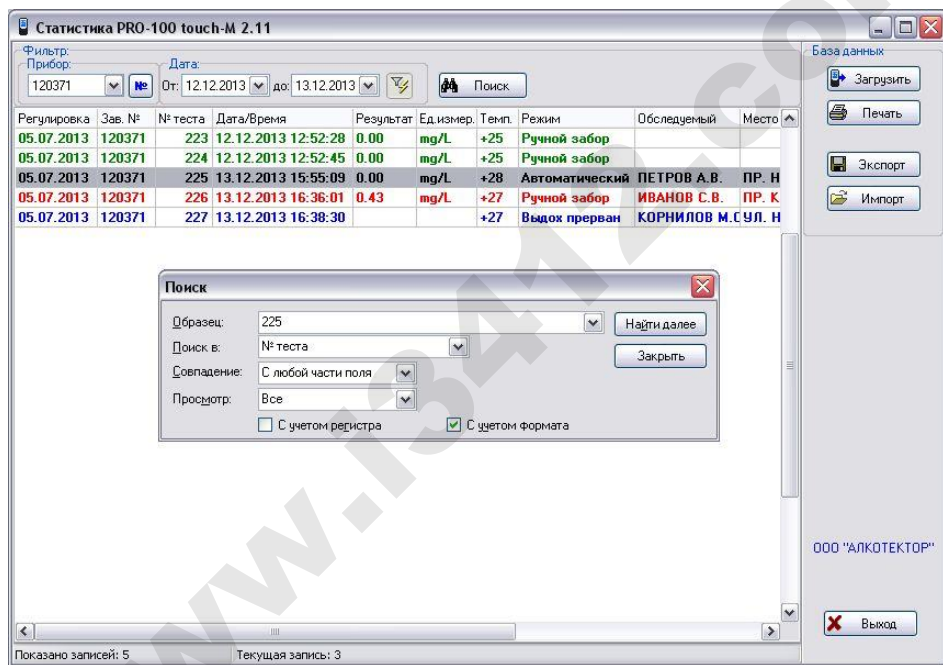 Статистика PRO-100 touch-M 2.11
Фильтр:
Прибор:
120371
№
Дата:
От: 12.12.2013 до: 13.12.2013
Поиск
База данных
Загрузить
Печать
Экспорт
Импорт
Регулировка Зав. № № теста Дата/Время Результат Ед.измер. Темп. Режим Обследуемый Место
05.07.2013 120371 223 12.12.2013 12:52:28 0.00 mg/L +25 Ручной забор
05.07.2013 120371 224 12.12.2013 12:52:45 0.00 mg/L +25 Ручной забор
05.07.2013 120371 225 13.12.2013 15:55:09 0.00 mg/L +28 Автоматический ПЕТРОВ А.В. ПР. Н
05.07.2013 120371 226 13.12.2013 16:36:01 0.43 mg/L +27 Ручной забор ИВАНОВ С.В. ПР. К
05.07.2013 120371 227 13.12.2013 16:38:30 +27 Выдох прерван КОРНИЛОВ М.С УЛ. Н
Поиск
Образец: 225
Найти далее
Поиск в: № теста
Закрыть
Совпадение: С любой части поля
Просмотр: Все
С учетом регистра
С учетом формата
ООО "АЛКОТЕКТОР"
Выход
Показано записей: 5
Текущая запись: 3
www.i3412.co